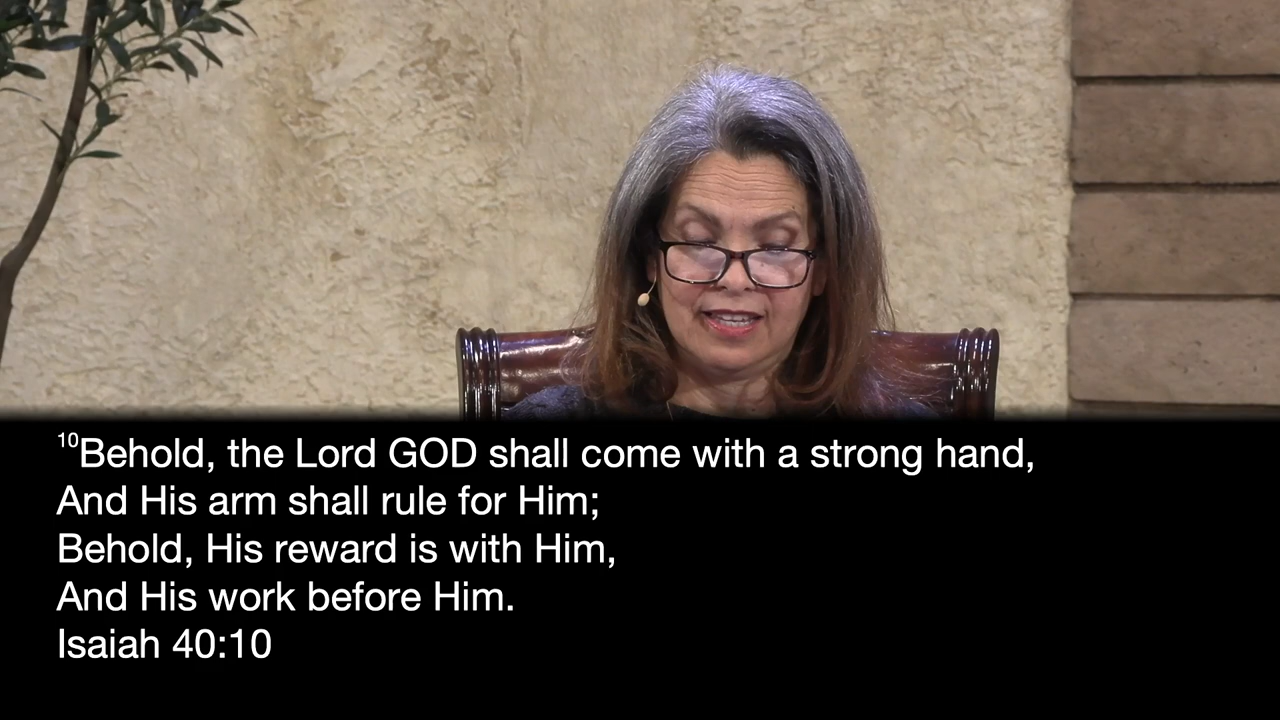 10Behold, the Lord GOD shall come with a strong hand,
And His arm shall rule for Him;
Behold, His reward is with Him,
And His work before Him.
Isaiah 40:10